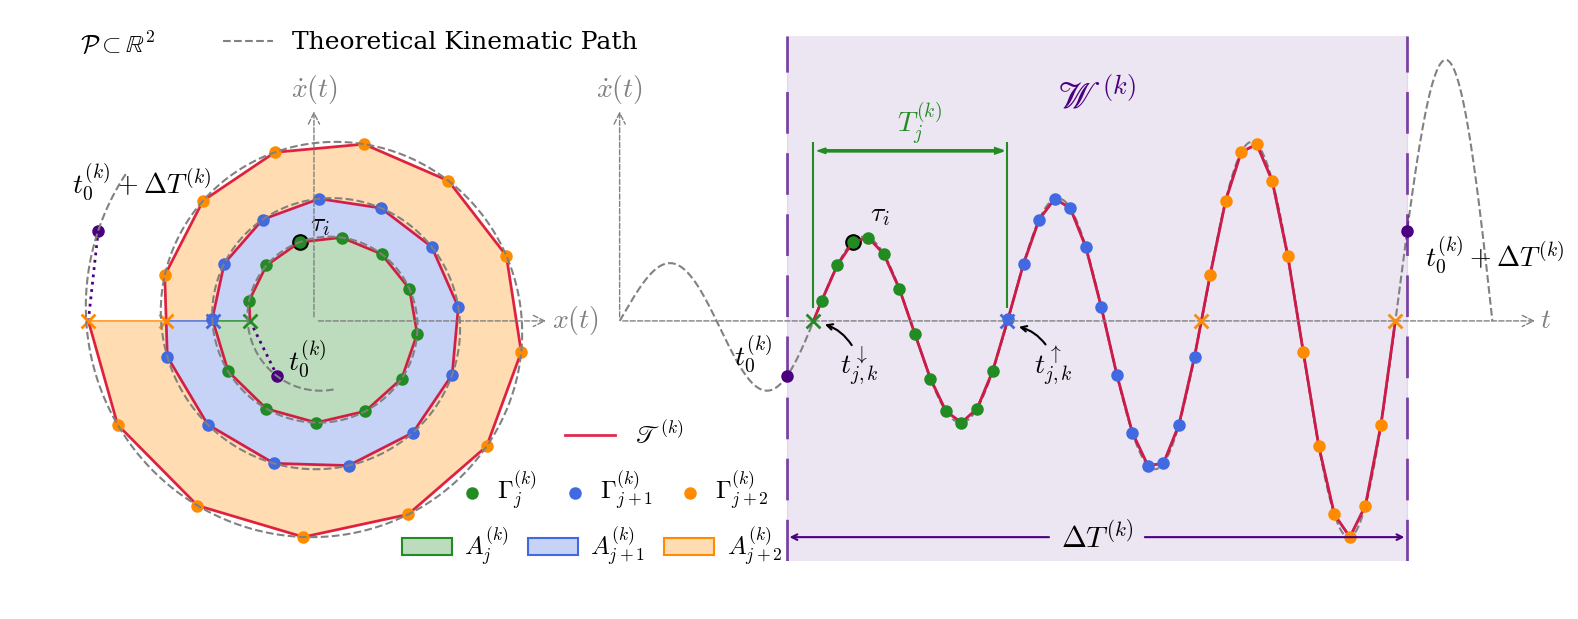 𝒫 ⊂ ℝ²
Theoretical Kinematic Path
ẋ(t)
ẋ(t)
𝒲^{(k)}
T_j^{(k)}
t_0^{(k)} + ΔT^{(k)}
τ_i
τ_i
t_0^{(k)} + ΔT^{(k)}
x(t)
t
t_0^{(k)}
t_0^{(k)}
t_{j,k}^↓
t_{j,k}^↑
𝒯^{(k)}
Γ_j^{(k)} Γ_{j+1}^{(k)} Γ_{j+2}^{(k)}
A_j^{(k)} A_{j+1}^{(k)} A_{j+2}^{(k)}
ΔT^{(k)}